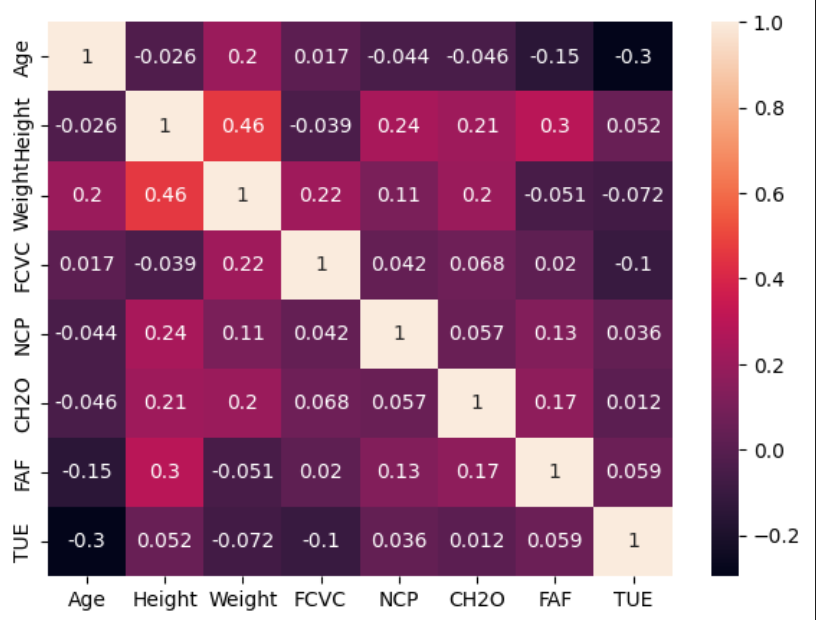 1.0
Age 1 -0.026 0.2 0.017 -0.044 -0.046 -0.15 -0.3
0.8
Height -0.026 1 0.46 -0.039 0.24 0.21 0.3 0.052
0.6
Weight 0.2 0.46 1 0.22 0.11 0.2 -0.051 -0.072
FCVC 0.017 -0.039 0.22 1 0.042 0.068 0.02 -0.1
0.4
NCP -0.044 0.24 0.11 0.042 1 0.057 0.13 0.036
0.2
CH2O -0.046 0.21 0.2 0.068 0.057 1 0.17 0.012
0.0
FAF -0.15 0.3 -0.051 0.02 0.13 0.17 1 0.059
−0.2
TUE -0.3 0.052 -0.072 -0.1 0.036 0.012 0.059 1
Age Height Weight FCVC NCP CH2O FAF TUE